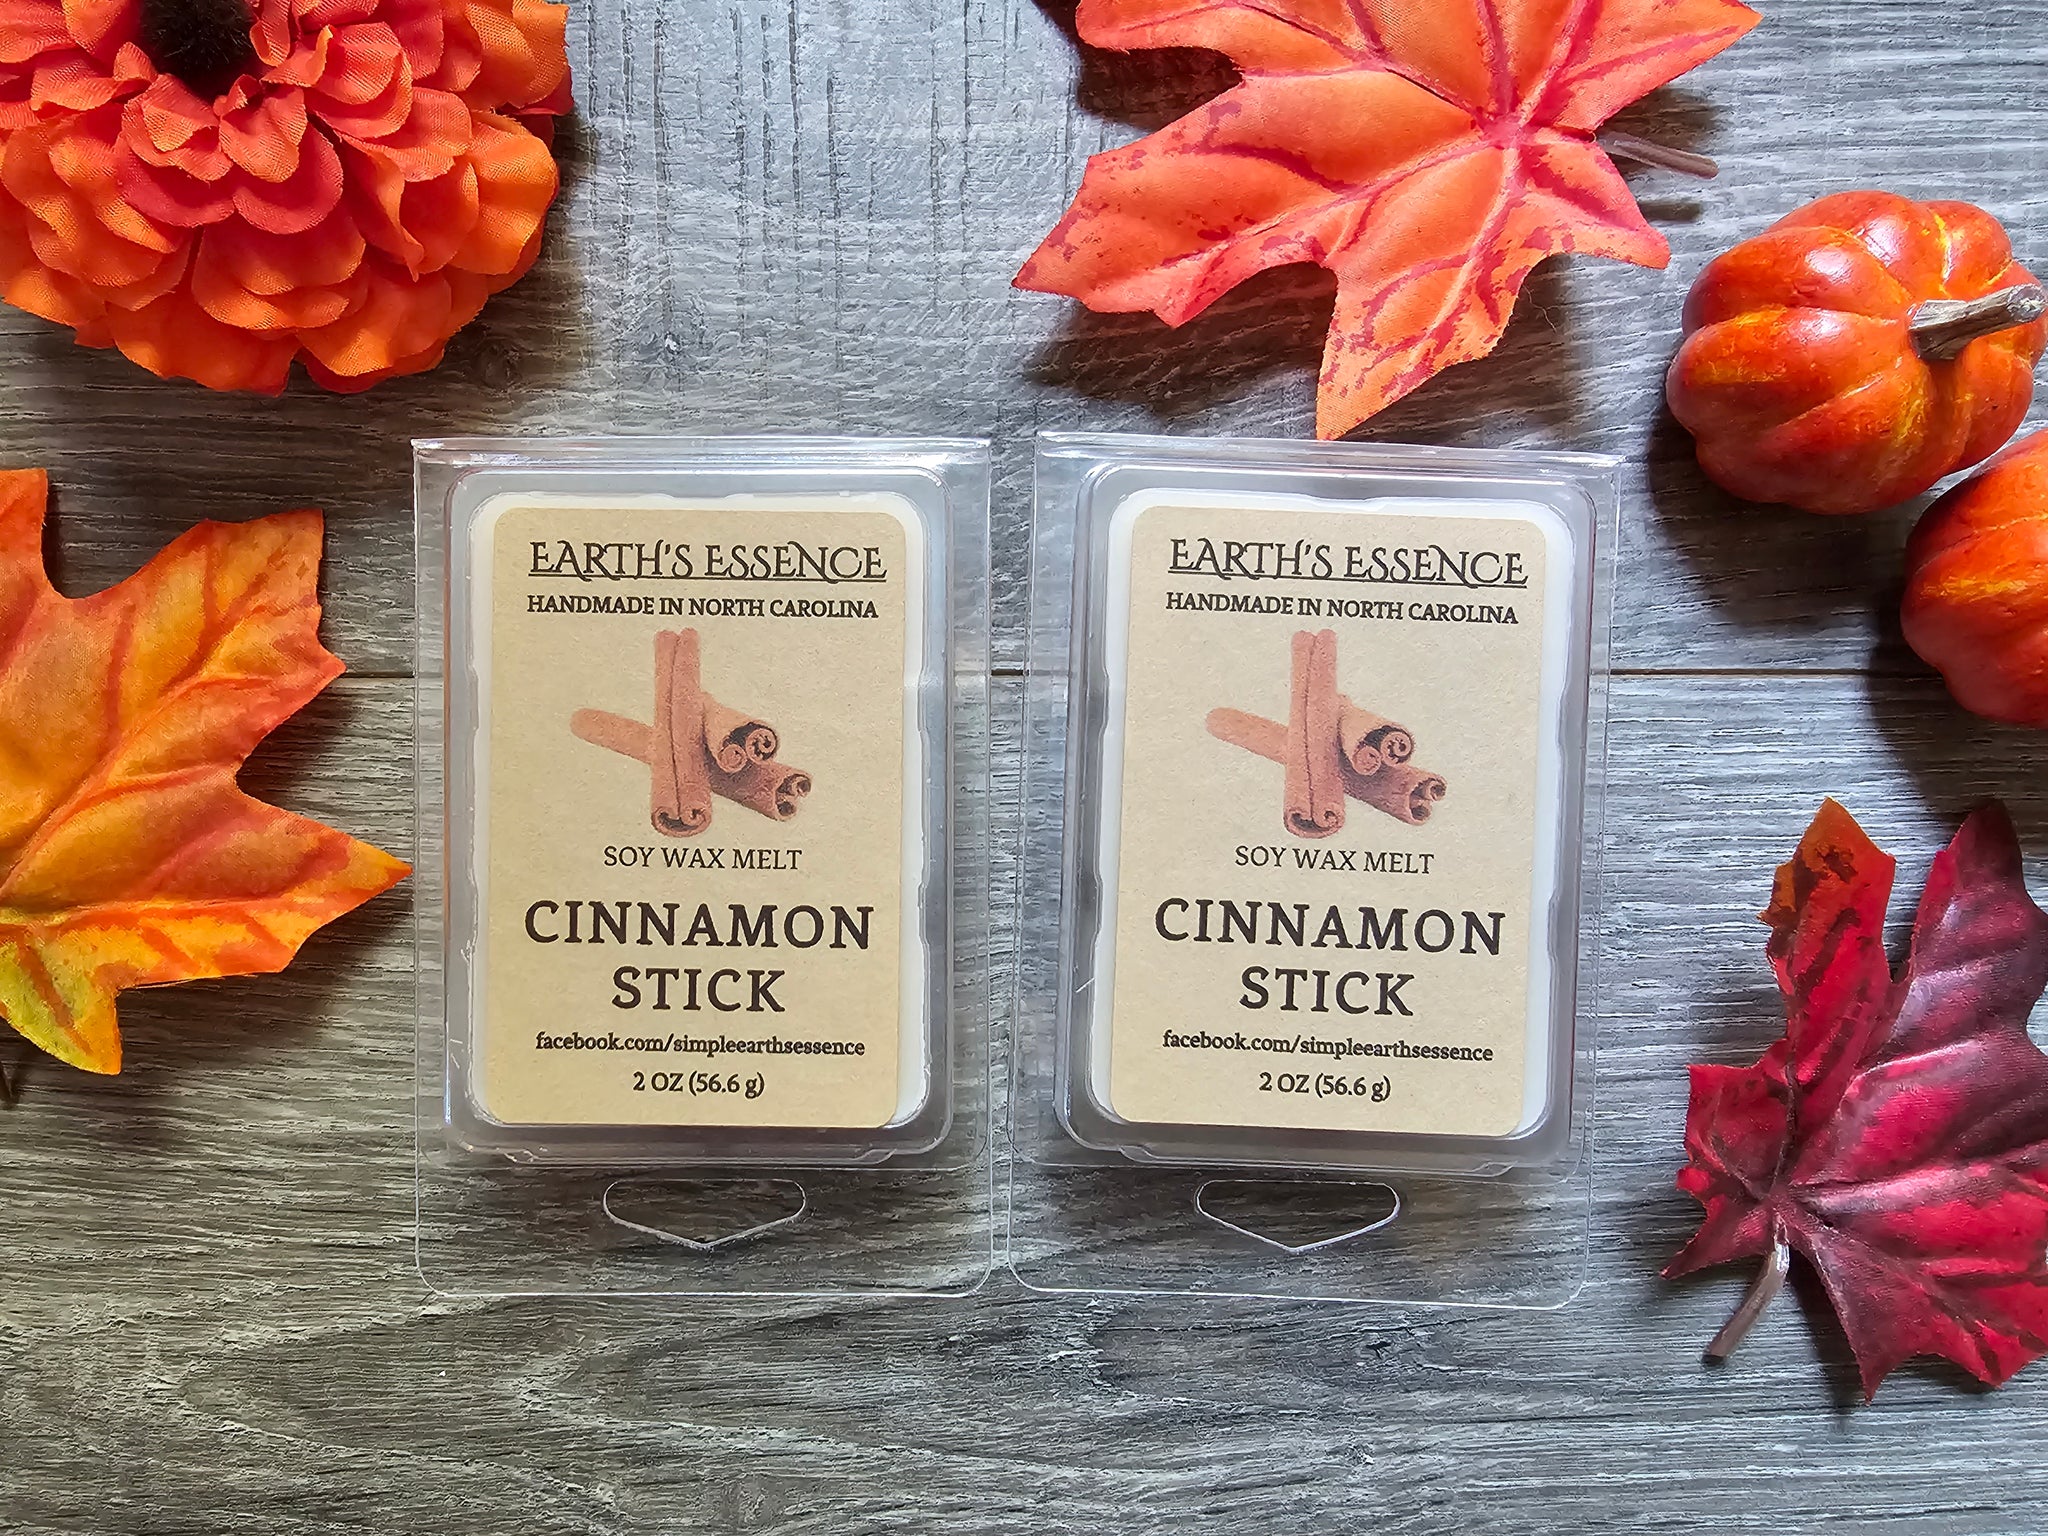 EARTH'S ESSENCE
HANDMADE IN NORTH CAROLINA
SOY WAX MELT
CINNAMON
STICK
facebook.com/simpleearthsessence
2 OZ (56.6 g)
EARTH'S ESSENCE
HANDMADE IN NORTH CAROLINA
SOY WAX MELT
CINNAMON
STICK
facebook.com/simpleearthsessence
2 OZ (56.6 g)